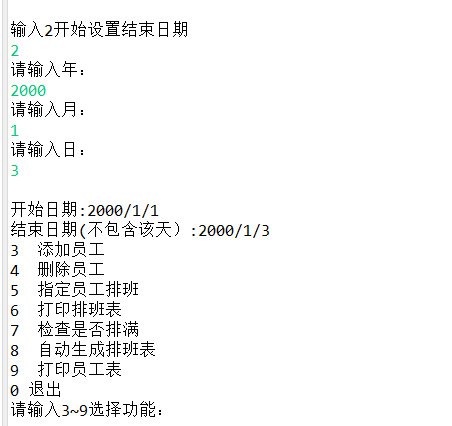 输入2开始设置结束日期
2
请输入年:
2000
请输入月:
1
请输入日:
3
开始日期:2000/1/1
结束日期(不包含该天）:2000/1/3
3  添加员工
4  删除员工
5  指定员工排班
6  打印排班表
7  检查是否排满
8  自动生成排班表
9  打印员工表
0 退出
请输入3~9选择功能: